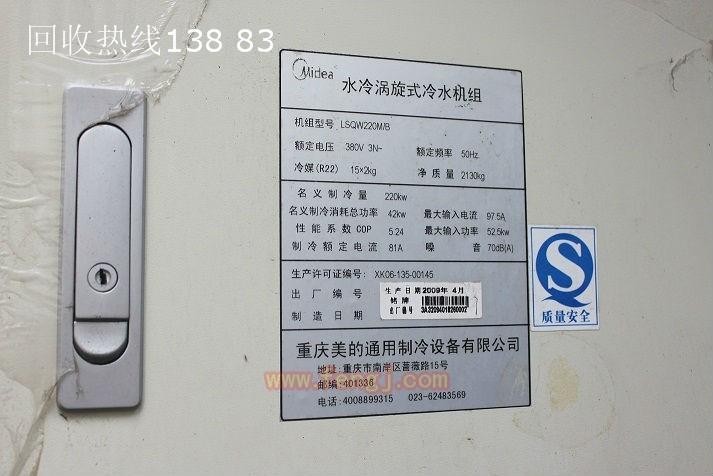 回收热线138 83
Midea
水冷涡旋式冷水机组
机组型号 LSQW220M/B
额定电压 380V 3N~ 额定频率 50Hz
冷媒(R22) 15×2kg 净质量 2130kg
名义制冷量 220kw
名义制冷消耗总功率 42kw 最大输入电流 97.5A
性能系数COP 5.24 最大输入功率 52.5kw
制冷额定电流 81A 噪音 70dB(A)
生产许可证编号: XK06-135-00145
出厂编号
制造日期
生产日期 2009年 4月
铭牌
出厂编号 3A32094018260002
重庆美的通用制冷设备有限公司
地址: 重庆市南岸区蔷薇路15号
邮编: 401336
电话: 4008899315 023-62483569
质量安全